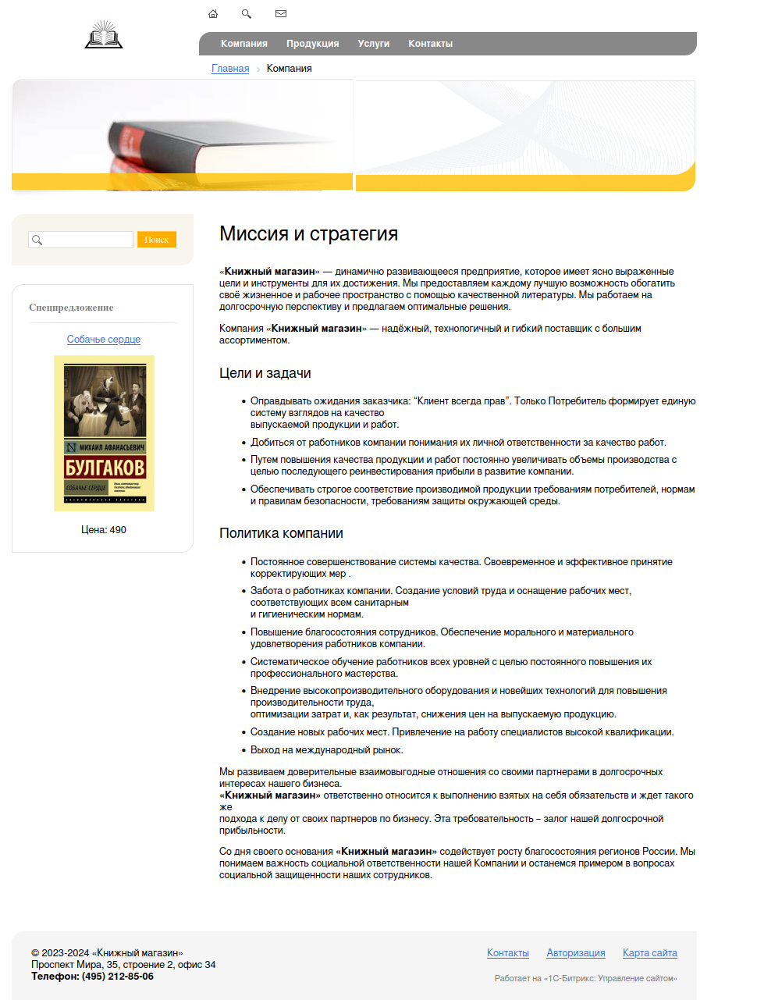 Компания Продукция Услуги Контакты
Главная > Компания
Поиск
Спецпредложение
Собачье сердце
МИХАИЛ АФАНАСЬЕВИЧ
БУЛГАКОВ
СОБАЧЬЕ СЕРДЦЕ
Цена: 490
Миссия и стратегия
«Книжный магазин» — динамично развивающееся предприятие, которое имеет ясно выраженные
цели и инструменты для их достижения. Мы предоставляем каждому лучшую возможность обогатить
своё жизненное и рабочее пространство с помощью качественной литературы. Мы работаем на
долгосрочную перспективу и предлагаем оптимальные решения.
Компания «Книжный магазин» — надёжный, технологичный и гибкий поставщик с большим
ассортиментом.
Цели и задачи
• Оправдывать ожидания заказчика: “Клиент всегда прав”. Только Потребитель формирует единую
систему взглядов на качество
выпускаемой продукции и работ.
• Добиться от работников компании понимания их личной ответственности за качество работ.
• Путем повышения качества продукции и работ постоянно увеличивать объемы производства с
целью последующего реинвестирования прибыли в развитие компании.
• Обеспечивать строгое соответствие производимой продукции требованиям потребителей, нормам
и правилам безопасности, требованиям защиты окружающей среды.
Политика компании
• Постоянное совершенствование системы качества. Своевременное и эффективное принятие
корректирующих мер .
• Забота о работниках компании. Создание условий труда и оснащение рабочих мест,
соответствующих всем санитарным
и гигиеническим нормам.
• Повышение благосостояния сотрудников. Обеспечение морального и материального
удовлетворения работников компании.
• Систематическое обучение работников всех уровней с целью постоянного повышения их
профессионального мастерства.
• Внедрение высокопроизводительного оборудования и новейших технологий для повышения
производительности труда,
оптимизации затрат и, как результат, снижения цен на выпускаемую продукцию.
• Создание новых рабочих мест. Привлечение на работу специалистов высокой квалификации.
• Выход на международный рынок.
Мы развиваем доверительные взаимовыгодные отношения со своими партнерами в долгосрочных
интересах нашего бизнеса.
«Книжный магазин» ответственно относится к выполнению взятых на себя обязательств и ждет такого
же
подхода к делу от своих партнеров по бизнесу. Эта требовательность – залог нашей долгосрочной
прибыльности.
Со дня своего основания «Книжный магазин» содействует росту благосостояния регионов России. Мы
понимаем важность социальной ответственности нашей Компании и останемся примером в вопросах
социальной защищенности наших сотрудников.
© 2023-2024 «Книжный магазин»
Проспект Мира, 35, строение 2, офис 34
Телефон: (495) 212-85-06
Контакты Авторизация Карта сайта
Работает на «1С-Битрикс: Управление сайтом»